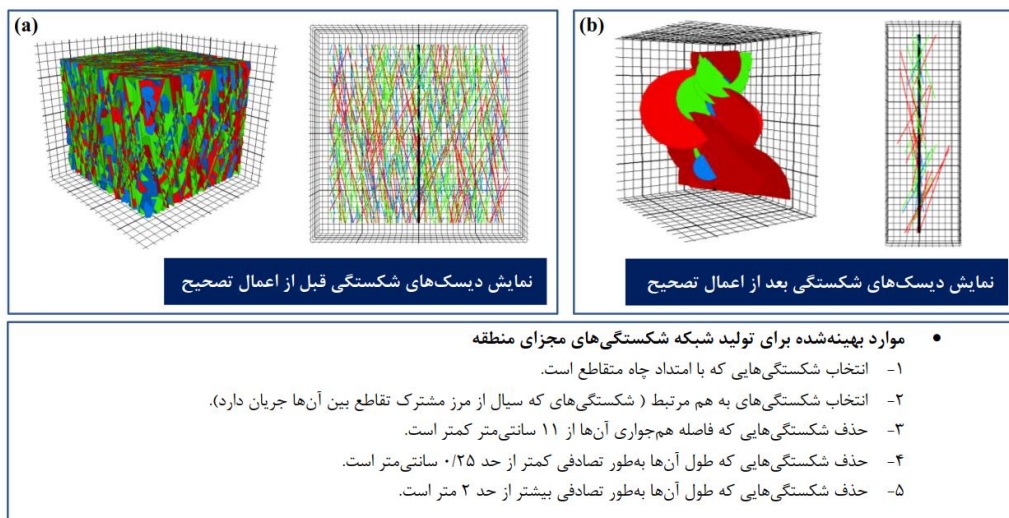 (a)
نمایش دیسک‌های شکستگی قبل از اعمال تصحیح
(b)
نمایش دیسک‌های شکستگی بعد از اعمال تصحیح
• موارد بهینه‌شده برای تولید شبکه شکستگی‌های مجزای منطقه
۱- انتخاب شکستگی‌هایی که با امتداد چاه متقاطع است.
۲- انتخاب شکستگی‌های به هم مرتبط ( شکستگی‌های که سیال از مرز مشترک تقاطع بین آن‌ها جریان دارد).
۳- حذف شکستگی‌هایی که فاصله هم‌جواری آن‌ها از ۱۱ سانتی‌متر کمتر است.
۴- حذف شکستگی‌هایی که طول آن‌ها به‌طور تصادفی کمتر از حد ۰/۲۵ سانتی‌متر است.
۵- حذف شکستگی‌هایی که طول آن‌ها به‌طور تصادفی بیشتر از حد ۲ متر است.